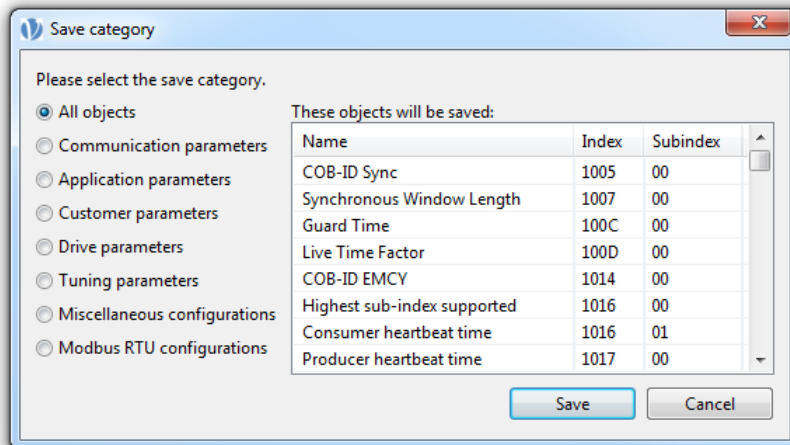 Save category
Please select the save category.
All objects
Communication parameters
Application parameters
Customer parameters
Drive parameters
Tuning parameters
Miscellaneous configurations
Modbus RTU configurations
These objects will be saved:
Name Index Subindex
COB-ID Sync 1005 00
Synchronous Window Length 1007 00
Guard Time 100C 00
Live Time Factor 100D 00
COB-ID EMCY 1014 00
Highest sub-index supported 1016 00
Consumer heartbeat time 1016 01
Producer heartbeat time 1017 00
Save Cancel